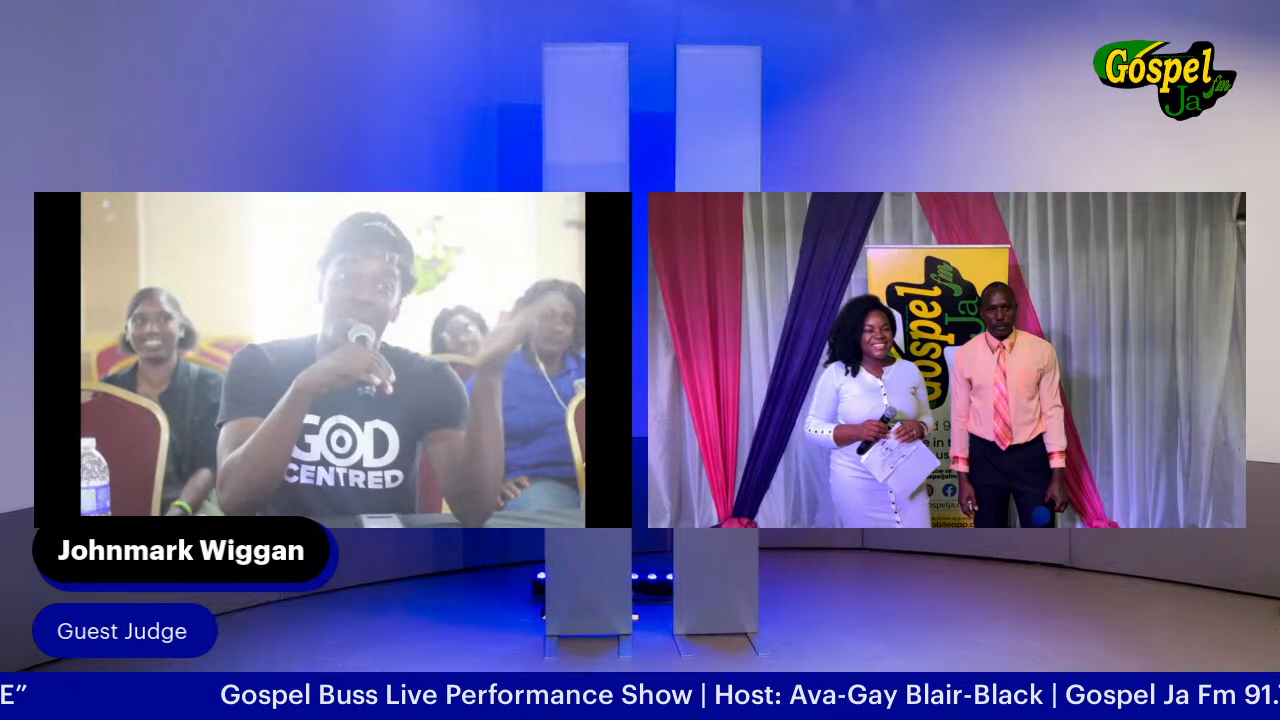 Gospel fm
Ja
GOD
CENTRED
Gospel fm
Ja
Johnmark Wiggan
Guest Judge
E” Gospel Buss Live Performance Show | Host: Ava-Gay Blair-Black | Gospel Ja Fm 91.